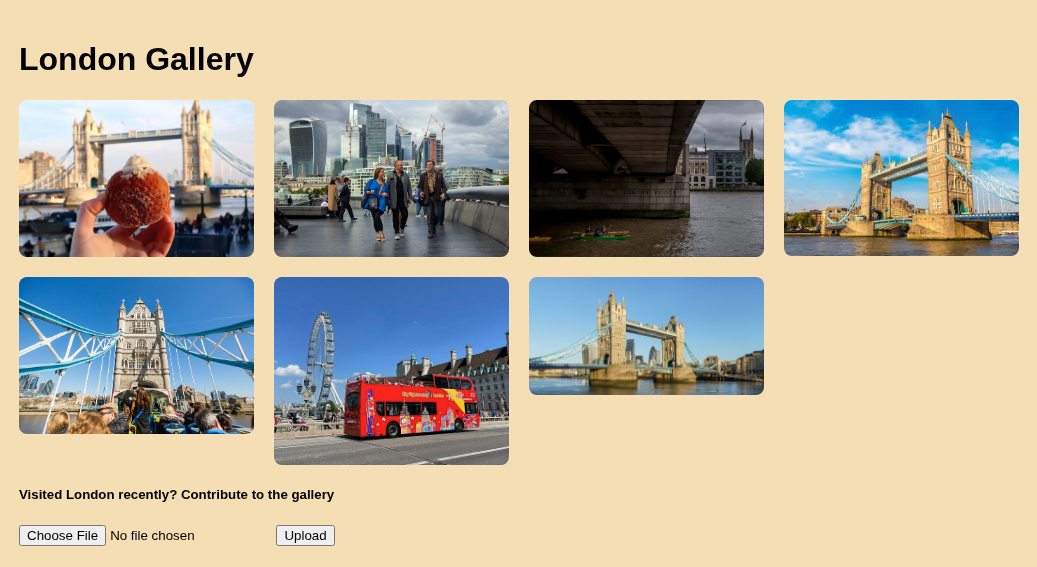 London Gallery
Visited London recently? Contribute to the gallery
Choose File No file chosen
Upload